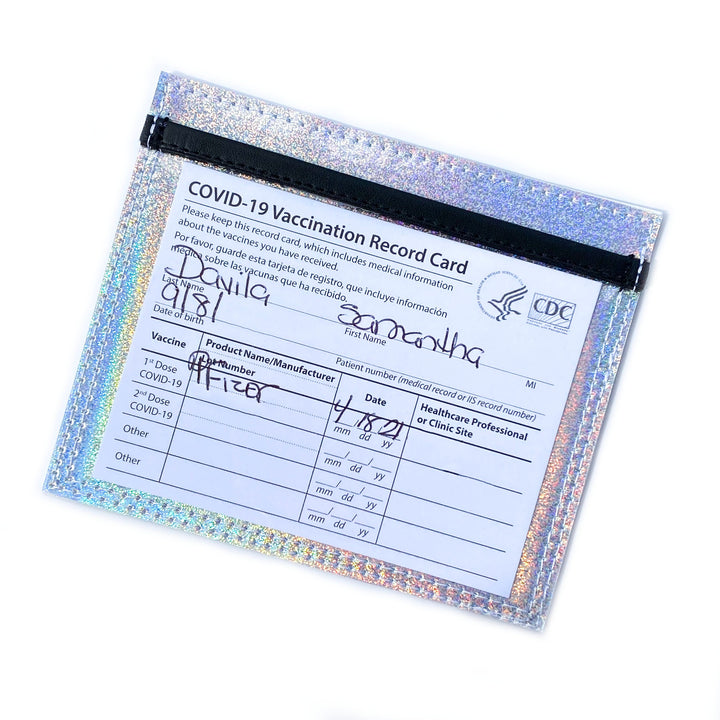 COVID-19 Vaccination Record Card
CDC
Please keep this record card, which includes medical information
about the vaccines you have received.
Por favor, guarde esta tarjeta de registro, que incluye información
médica sobre las vacunas que ha recibido.
Davila Samantha
Last Name First Name MI
9/81
Date of birth Patient number (medical record or IIS record number)
Vaccine Product Name/Manufacturer Date Healthcare Professional
Lot Number or Clinic Site
1st Dose Pfizer 4/18/21
COVID-19 mm dd yy
2nd Dose
COVID-19 mm dd yy
Other
mm dd yy
Other
mm dd yy